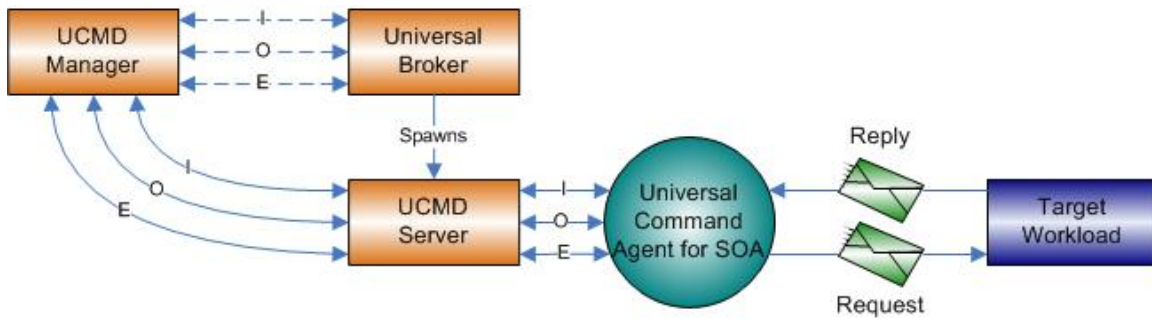 UCMD
Manager
I
O
E
Universal
Broker
Spawns
I
O
E
UCMD
Server
I
O
E
Universal
Command
Agent for SOA
Reply
Request
Target
Workload